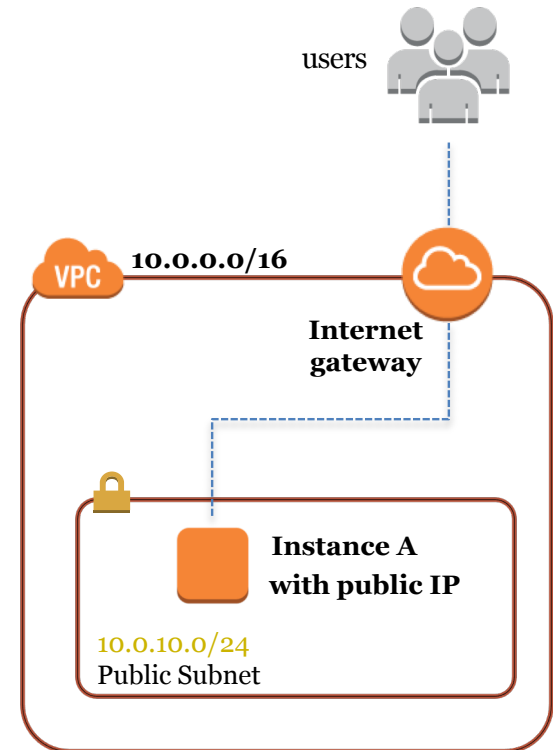 users
VPC
10.0.0.0/16
Internet
gateway
Instance A
with public IP
10.0.10.0/24
Public Subnet